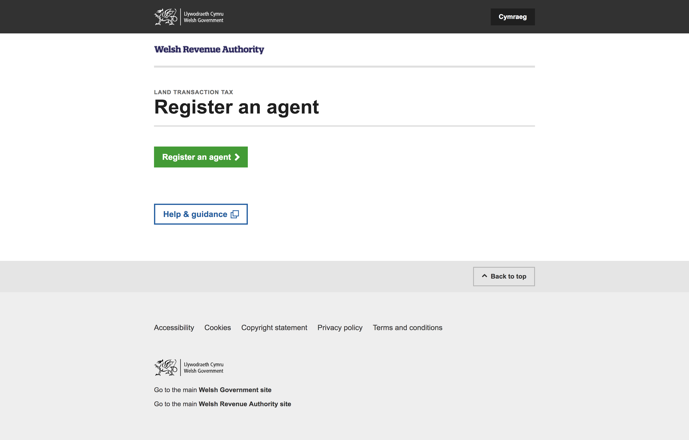 Llywodraeth Cymru
Welsh Government
Cymraeg
Welsh Revenue Authority
LAND TRANSACTION TAX
Register an agent
Register an agent
Help & guidance
Back to top
Accessibility Cookies Copyright statement Privacy policy Terms and conditions
Llywodraeth Cymru
Welsh Government
Go to the main Welsh Government site
Go to the main Welsh Revenue Authority site